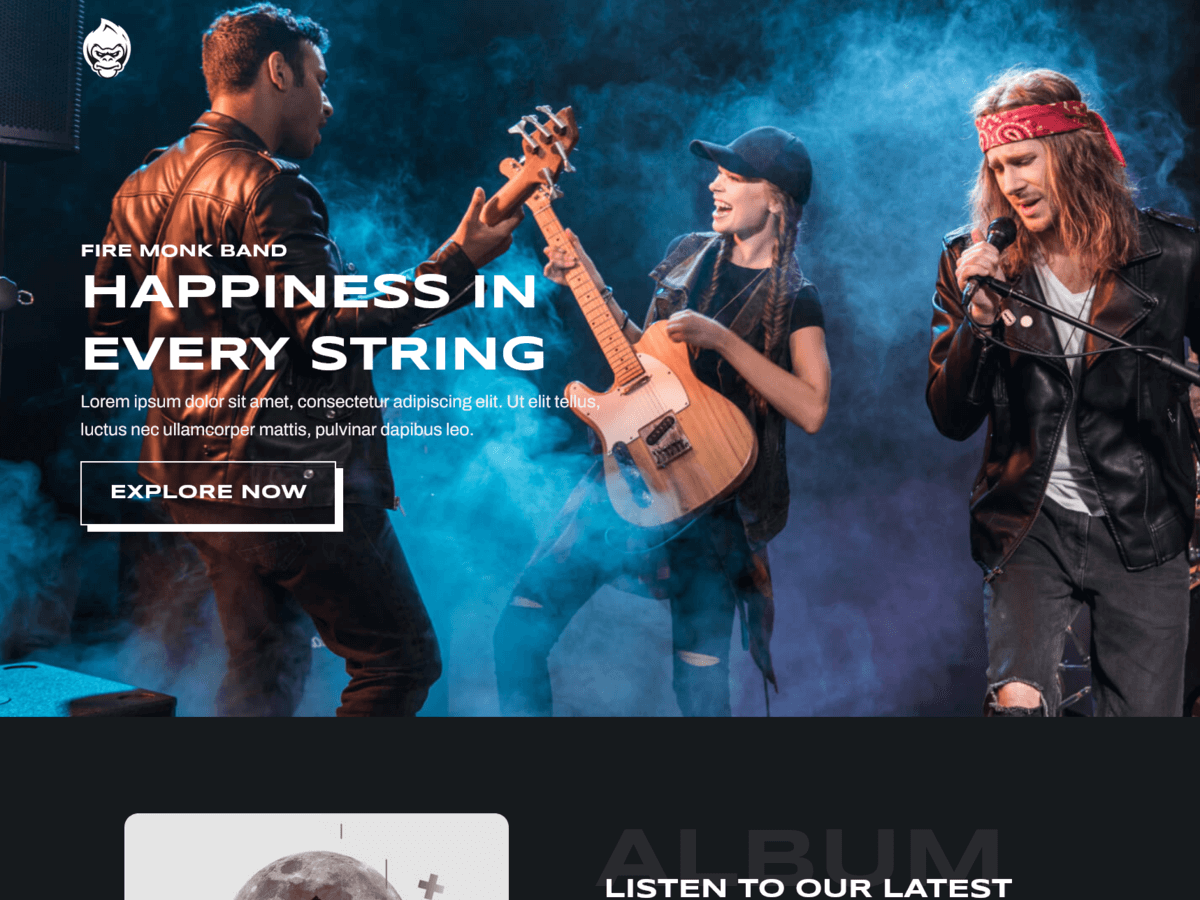 FIRE MONK BAND
HAPPINESS IN
EVERY STRING
Lorem ipsum dolor sit amet, consectetur adipiscing elit. Ut elit tellus,
luctus nec ullamcorper mattis, pulvinar dapibus leo.
EXPLORE NOW
ALBUM
LISTEN TO OUR LATEST